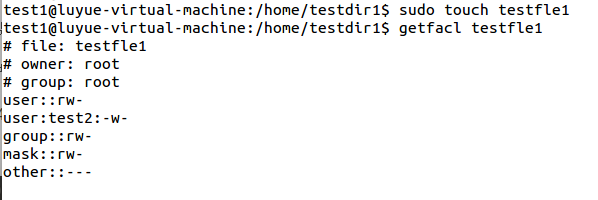 test1@luyue-virtual-machine:/home/testdir1$ sudo touch testfle1
test1@luyue-virtual-machine:/home/testdir1$ getfacl testfle1
# file: testfle1
# owner: root
# group: root
user::rw-
user:test2:-w-
group::rw-
mask::rw-
other::---